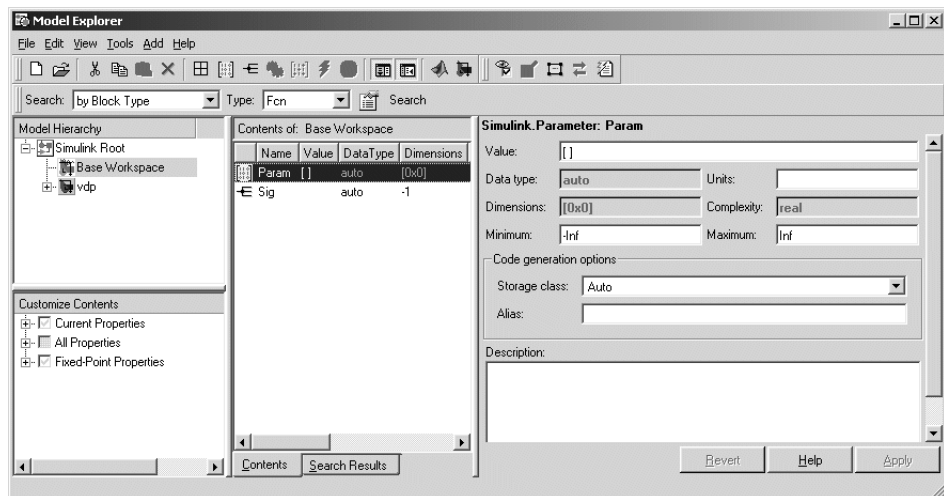 Model Explorer
File Edit View Tools Add Help
Search: by Block Type Type: Fcn Search
Model Hierarchy
Simulink Root
Base Workspace
vdp
Customize Contents
Current Properties
All Properties
Fixed-Point Properties
Contents of: Base Workspace
Name Value DataType Dimensions
Param [ ] auto [0x0]
Sig auto -1
Contents Search Results
Simulink.Parameter: Param
Value: [ ]
Data type: auto Units:
Dimensions: [0x0] Complexity: real
Minimum: -Inf Maximum: Inf
Code generation options
Storage class: Auto
Alias:
Description:
Revert Help Apply